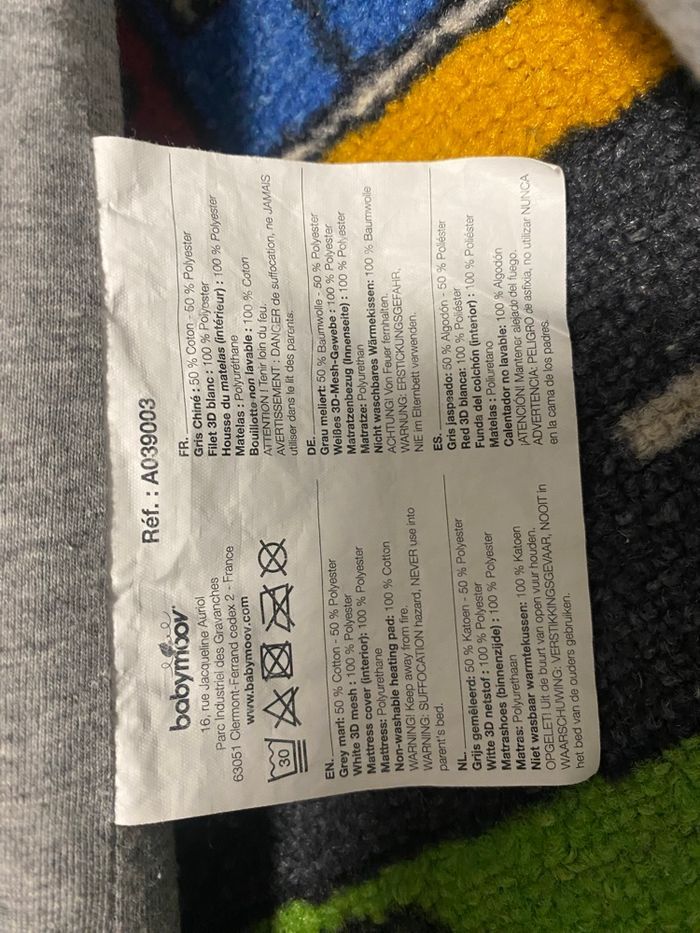 babymoov
16, rue Jacqueline Auriol
Parc Industriel des Gravanches
63051 Clermont-Ferrand cedex 2 - France
www.babymoov.com
Réf. : A039003
30
EN.
Grey marl: 50 % Cotton - 50 % Polyester
White 3D mesh : 100 % Polyester
Mattress cover (interior): 100 % Polyester
Mattress: Polyurethane
Non-washable heating pad: 100 % Cotton
WARNING! Keep away from fire.
WARNING: SUFFOCATION hazard, NEVER use into
parent's bed.
NL.
Grijs gemêleerd: 50 % Katoen - 50 % Polyester
Witte 3D netstof : 100 % Polyester
Matrashoes (binnenzijde) : 100 % Polyester
Matras: Polyurethaan
Niet wasbaar warmtekussen: 100 % Katoen
OPGELET! Uit de buurt van open vuur houden.
WAARSCHUWING: VERSTIKKINGSGEVAAR, NOOIT in
het bed van de ouders gebruiken.
FR.
Gris Chiné : 50 % Coton - 50 % Polyester
Filet 3D blanc : 100 % Polyester
Housse du matelas (intérieur) : 100 % Polyester
Matelas : Polyuréthane
Bouillotte non lavable : 100 % Coton
ATTENTION ! Tenir loin du feu.
AVERTISSEMENT : DANGER de suffocation, ne JAMAIS
utiliser dans le lit des parents.
DE.
Grau meliert: 50 % Baumwolle - 50 % Polyester
Weißes 3D-Mesh-Gewebe : 100 % Polyester
Matratzenbezug (Innenseite) : 100 % Polyester
Matratze: Polyurethan
Nicht waschbares Wärmekissen: 100 % Baumwolle
ACHTUNG! Von Feuer fernhalten.
WARNUNG: ERSTICKUNGSGEFAHR,
NIE im Elternbett verwenden.
ES.
Gris jaspeado: 50 % Algodón - 50 % Poliéster
Red 3D blanca: 100 % Poliéster
Funda del colchón (interior) : 100 % Poliéster
Matelas : Poliuretano
Calentador no lavable: 100 % Algodón
¡ATENCIÓN! Mantener alejado del fuego.
ADVERTENCIA: PELIGRO de asfixia, no utilizar NUNCA
en la cama de los padres.